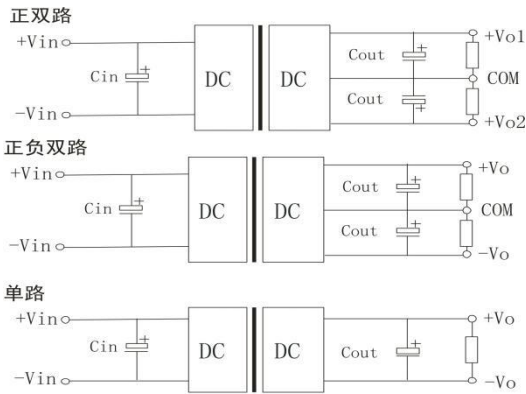 正双路
+Vin
+Vo1
Cin
+
DC
DC
Cout
+
COM
Cout
+
-Vin
+Vo2
正负双路
+Vin
+Vo
Cin
+
DC
DC
Cout
+
COM
Cout
+
-Vin
-Vo
单路
+Vin
+Vo
Cin
+
DC
DC
Cout
+
-Vin
-Vo